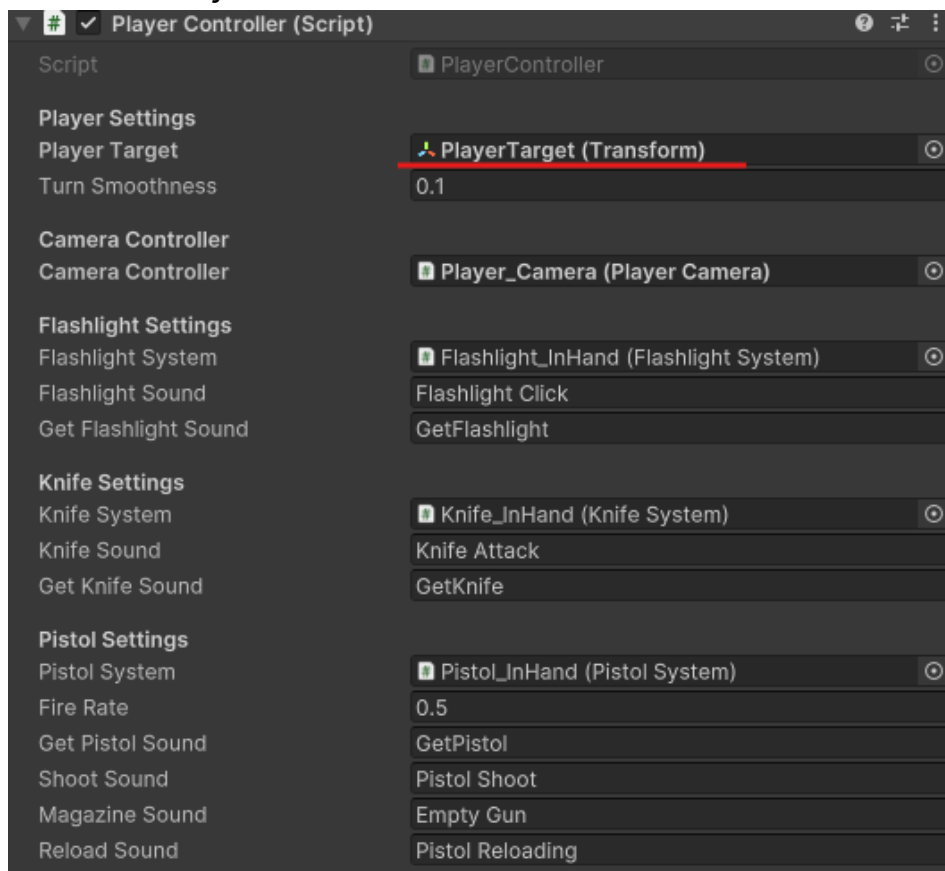 Player Controller (Script)
Script PlayerController
Player Settings
Player Target PlayerTarget (Transform)
Turn Smoothness 0.1
Camera Controller
Camera Controller Player_Camera (Player Camera)
Flashlight Settings
Flashlight System Flashlight_InHand (Flashlight System)
Flashlight Sound Flashlight Click
Get Flashlight Sound GetFlashlight
Knife Settings
Knife System Knife_InHand (Knife System)
Knife Sound Knife Attack
Get Knife Sound GetKnife
Pistol Settings
Pistol System Pistol_InHand (Pistol System)
Fire Rate 0.5
Get Pistol Sound GetPistol
Shoot Sound Pistol Shoot
Magazine Sound Empty Gun
Reload Sound Pistol Reloading